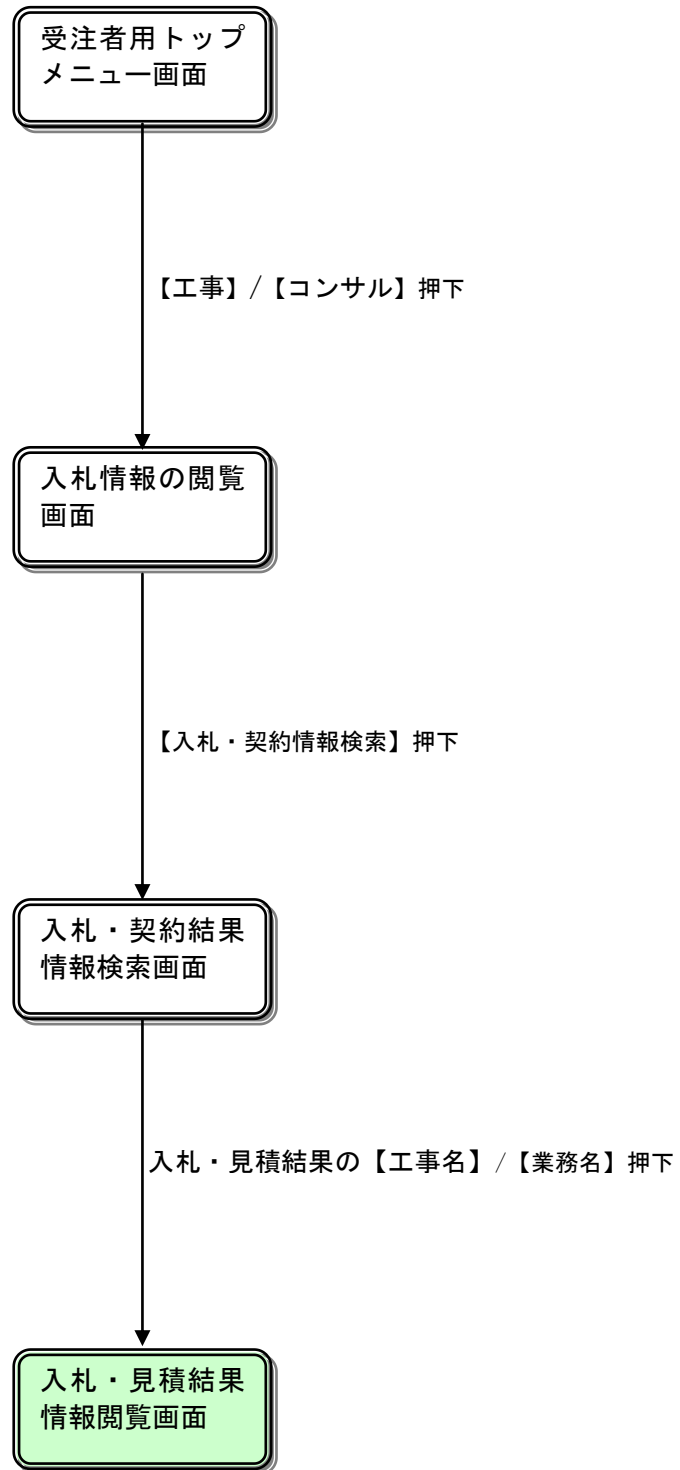 受注者用トップ
メニュー画面
【工事】/【コンサル】押下
入札情報の閲覧
画面
【入札・契約情報検索】押下
入札・契約結果
情報検索画面
入札・見積結果の【工事名】/【業務名】押下
入札・見積結果
情報閲覧画面